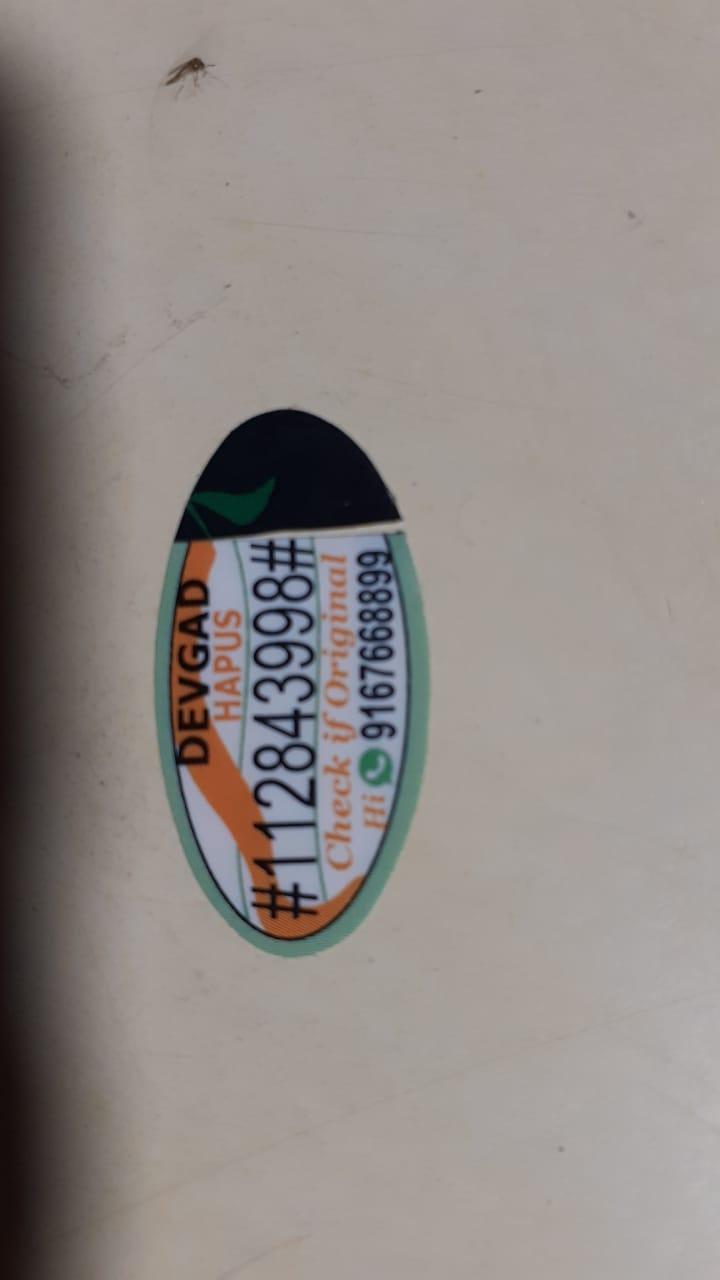 DEVGAD
HAPUS
#112843998#
Check if Original
Hi 9167668899